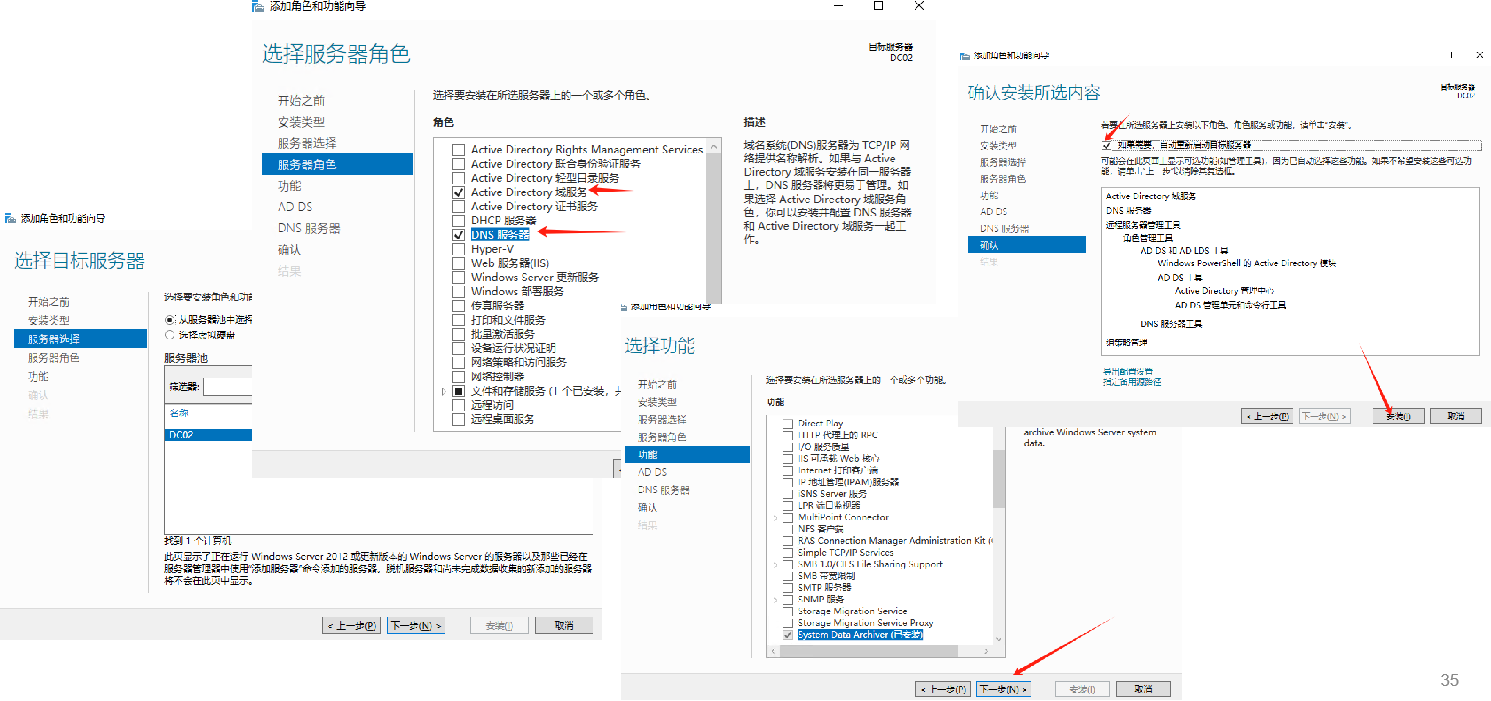 添加角色和功能向导
选择目标服务器
开始之前
安装类型
服务器选择
服务器角色
功能
确认
结果
选择要安装角色和功能
从服务器池中选择
选择虚拟硬盘
服务器池
筛选器:
名称
DC02
找到 1 个计算机
此页显示了正在运行 Windows Server 2012 或更新版本的 Windows Server 的服务器以及那些已经在
服务器管理器中使用"添加服务器"命令添加的服务器。脱机服务器和尚未完成数据收集的新添加的服务器
将不会在此页中显示。
< 上一步(P)
下一步(N) >
安装(I)
取消
添加角色和功能向导
选择服务器角色
目标服务器
DC02
开始之前
安装类型
服务器选择
服务器角色
功能
AD DS
DNS 服务器
确认
结果
选择要安装在所选服务器上的一个或多个角色。
角色
Active Directory Rights Management Services
Active Directory 联合身份验证服务
Active Directory 轻型目录服务
Active Directory 域服务
Active Directory 证书服务
DHCP 服务器
DNS 服务器
Hyper-V
Web 服务器(IIS)
Windows Server 更新服务
Windows 部署服务
传真服务器
打印和文件服务
批量激活服务
设备运行状况证明
网络策略和访问服务
网络控制器
文件和存储服务 (1 个已安装，共
远程访问
远程桌面服务
描述
域名系统(DNS)服务器为 TCP/IP 网
络提供名称解析。如果与 Active
Directory 域服务安装在同一服务器
上，DNS 服务器将更易于管理。如
果选择 Active Directory 域服务角
色，你可以安装并配置 DNS 服务器
和 Active Directory 域服务一起工
作。
添加角色和功能向导
选择功能
开始之前
安装类型
服务器选择
服务器角色
功能
AD DS
DNS 服务器
确认
结果
选择要安装在所选服务器上的一个或多个功能。
功能
Direct Play
HTTP 代理上的 RPC
I/O 服务质量
IIS 可承载 Web 核心
Internet 打印客户端
IP 地址管理(IPAM)服务器
iSNS Server 服务
LPR 端口监视器
MultiPoint Connector
NFS 客户端
RAS Connection Manager Administration Kit (
Simple TCP/IP Services
SMB 1.0/CIFS File Sharing Support
SMB 带宽限制
SMTP 服务器
SNMP 服务
Storage Migration Service
Storage Migration Service Proxy
System Data Archiver (已安装)
archive Windows Server system
data.
< 上一步(P)
下一步(N) >
安装(I)
取消
添加角色和功能向导
确认安装所选内容
目标服务器
DC02
开始之前
安装类型
服务器选择
服务器角色
功能
AD DS
DNS 服务器
确认
结果
若要在所选服务器上安装以下角色、角色服务或功能，请单击"安装"。
如果需要，自动重新启动目标服务器
可能会在此页面上显示可选功能(如管理工具)，因为已自动选择这些功能。如果不希望安装这些可选功
能，请单击"上一步"以清除其复选框。
Active Directory 域服务
DNS 服务器
远程服务器管理工具
角色管理工具
AD DS 和 AD LDS 工具
Windows PowerShell 的 Active Directory 模块
AD DS 工具
Active Directory 管理中心
AD DS 管理单元和命令行工具
DNS 服务器工具
组策略管理
导出配置设置
指定备用源路径
< 上一步(P)
下一步(N) >
安装(I)
取消
35